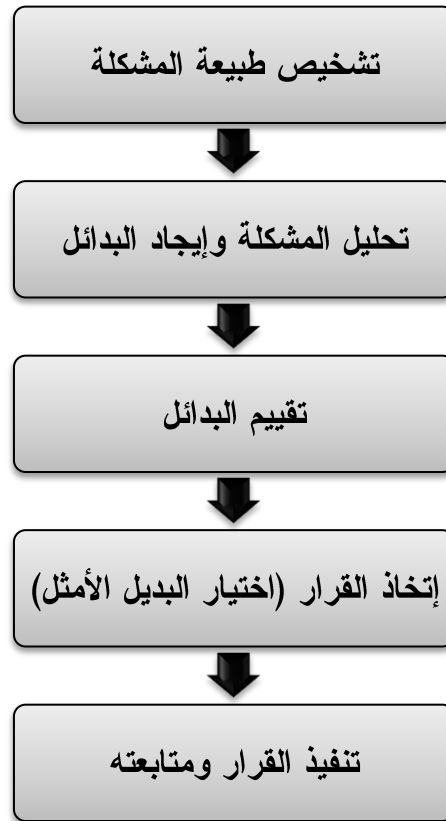 تشخيص طبيعة المشكلة
تحليل المشكلة وإيجاد البدائل
تقييم البدائل
إتخاذ القرار (اختيار البديل الأمثل)
تنفيذ القرار ومتابعته